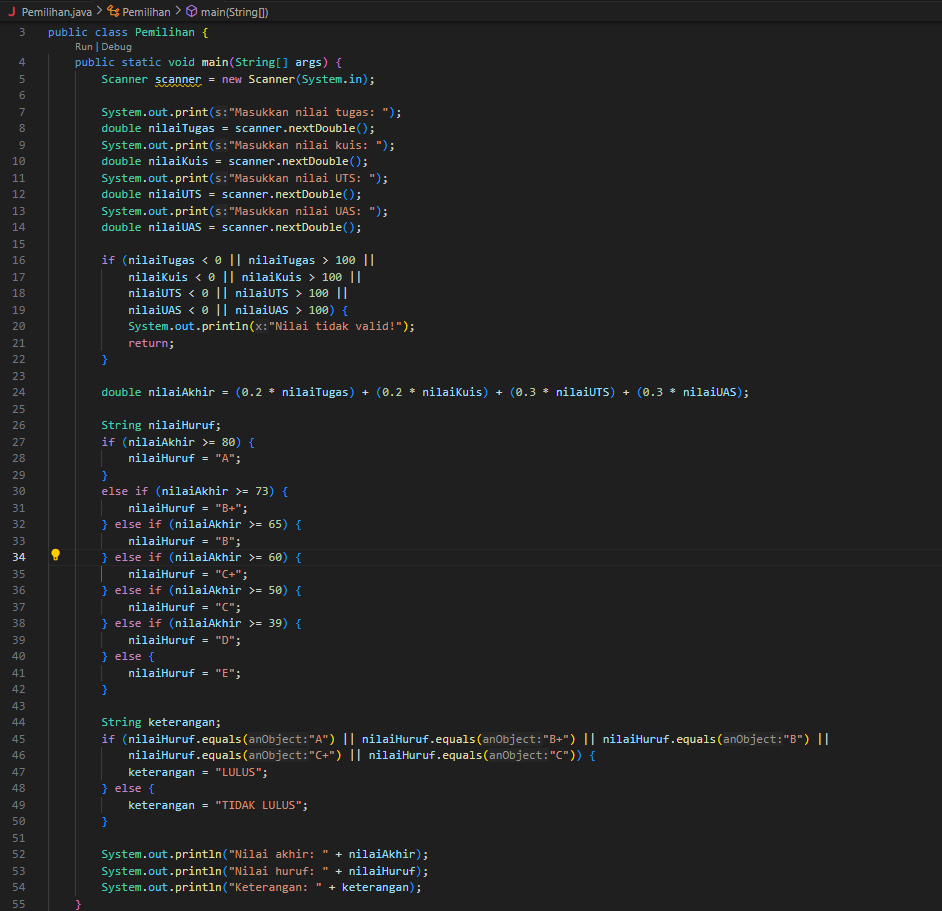 Pemilihan.java > Pemilihan > main(String[])
3 public class Pemilihan {
Run | Debug
4 public static void main(String[] args) {
5 Scanner scanner = new Scanner(System.in);
6
7 System.out.print(s:"Masukkan nilai tugas: ");
8 double nilaiTugas = scanner.nextDouble();
9 System.out.print(s:"Masukkan nilai kuis: ");
10 double nilaiKuis = scanner.nextDouble();
11 System.out.print(s:"Masukkan nilai UTS: ");
12 double nilaiUTS = scanner.nextDouble();
13 System.out.print(s:"Masukkan nilai UAS: ");
14 double nilaiUAS = scanner.nextDouble();
15
16 if (nilaiTugas < 0 || nilaiTugas > 100 ||
17 nilaiKuis < 0 || nilaiKuis > 100 ||
18 nilaiUTS < 0 || nilaiUTS > 100 ||
19 nilaiUAS < 0 || nilaiUAS > 100) {
20 System.out.println(x:"Nilai tidak valid!");
21 return;
22 }
23
24 double nilaiAkhir = (0.2 * nilaiTugas) + (0.2 * nilaiKuis) + (0.3 * nilaiUTS) + (0.3 * nilaiUAS);
25
26 String nilaiHuruf;
27 if (nilaiAkhir >= 80) {
28 nilaiHuruf = "A";
29 }
30 else if (nilaiAkhir >= 73) {
31 nilaiHuruf = "B+";
32 } else if (nilaiAkhir >= 65) {
33 nilaiHuruf = "B";
34 } else if (nilaiAkhir >= 60) {
35 nilaiHuruf = "C+";
36 } else if (nilaiAkhir >= 50) {
37 nilaiHuruf = "C";
38 } else if (nilaiAkhir >= 39) {
39 nilaiHuruf = "D";
40 } else {
41 nilaiHuruf = "E";
42 }
43
44 String keterangan;
45 if (nilaiHuruf.equals(anObject:"A") || nilaiHuruf.equals(anObject:"B+") || nilaiHuruf.equals(anObject:"B") ||
46 nilaiHuruf.equals(anObject:"C+") || nilaiHuruf.equals(anObject:"C")) {
47 keterangan = "LULUS";
48 } else {
49 keterangan = "TIDAK LULUS";
50 }
51
52 System.out.println("Nilai akhir: " + nilaiAkhir);
53 System.out.println("Nilai huruf: " + nilaiHuruf);
54 System.out.println("Keterangan: " + keterangan);
55 }